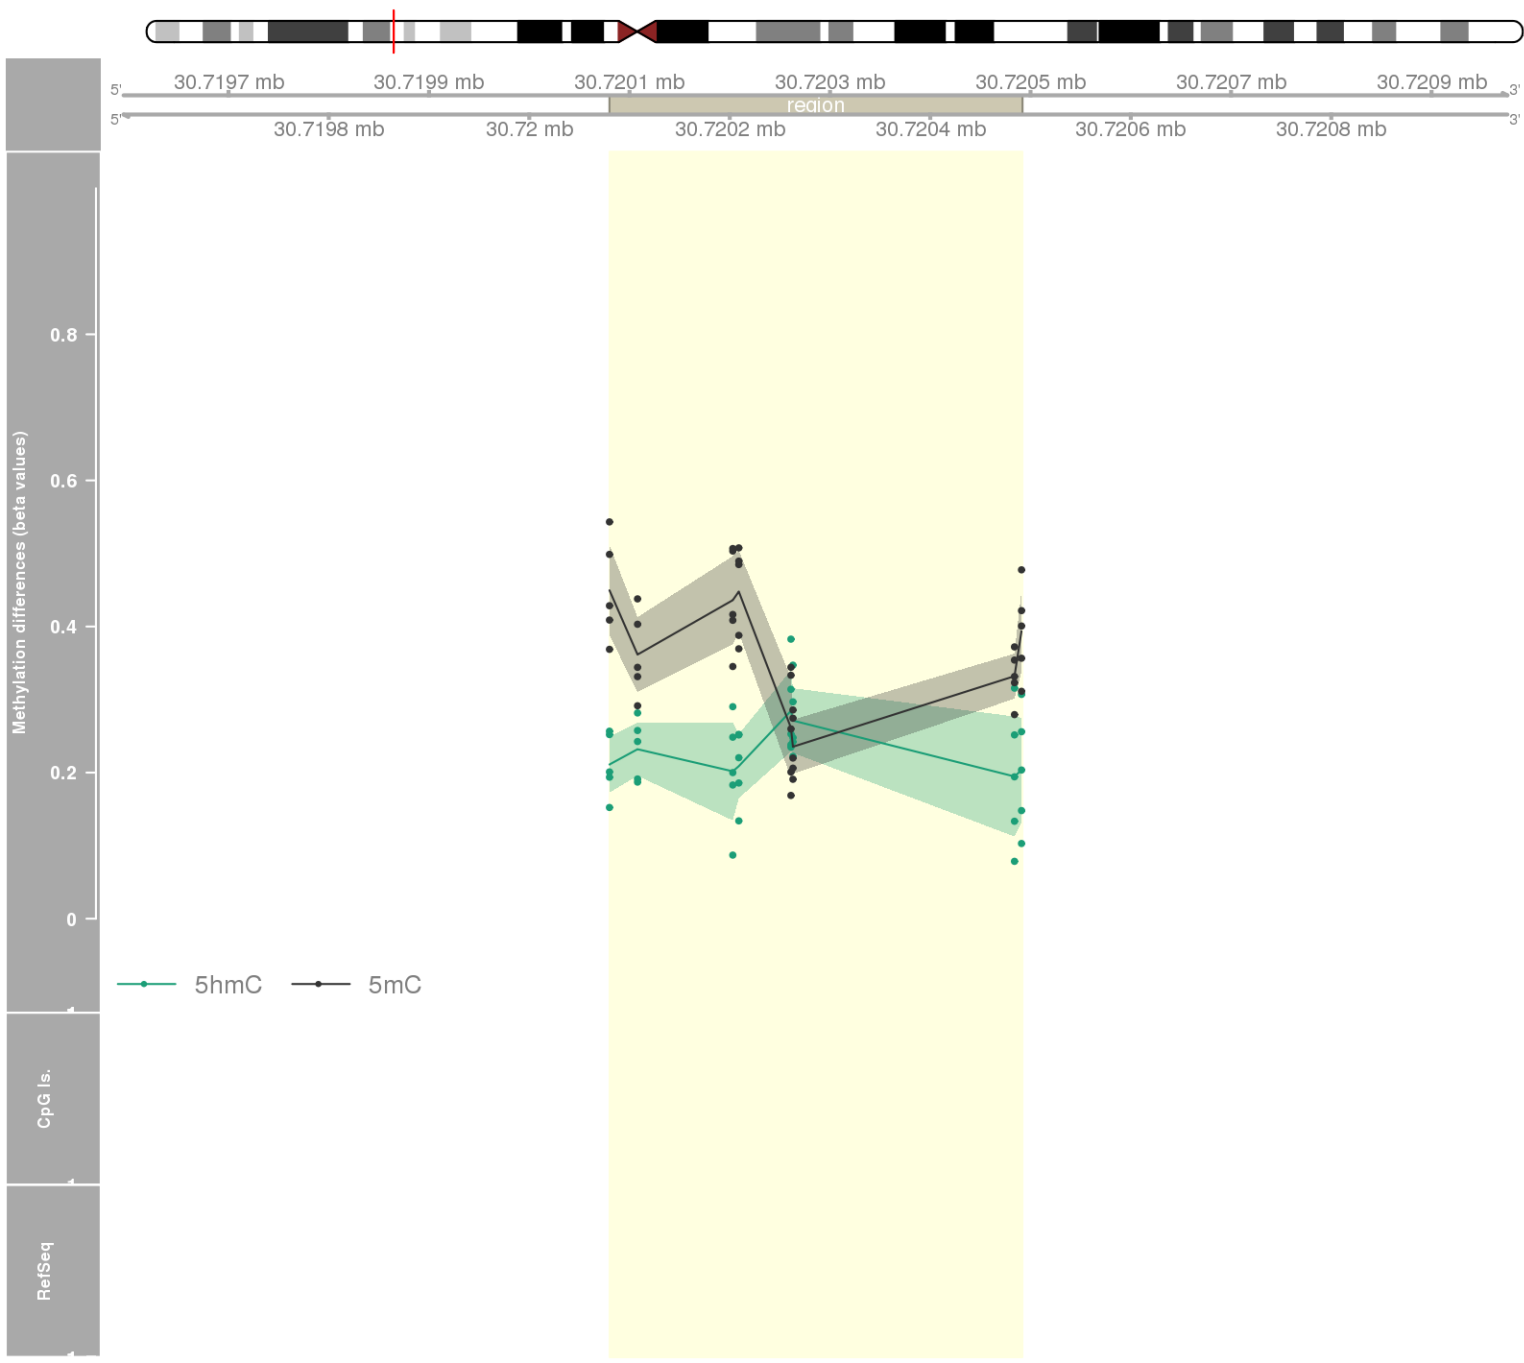 30.7197 mb 30.7199 mb 30.7201 mb 30.7203 mb 30.7205 mb 30.7207 mb 30.7209 mb
5' 3'
region
5' 3'
30.7198 mb 30.72 mb 30.7202 mb 30.7204 mb 30.7206 mb 30.7208 mb
Methylation differences (beta values)
0.8
0.6
0.4
0.2
0
5hmC 5mC
CpG Is.
RefSeq